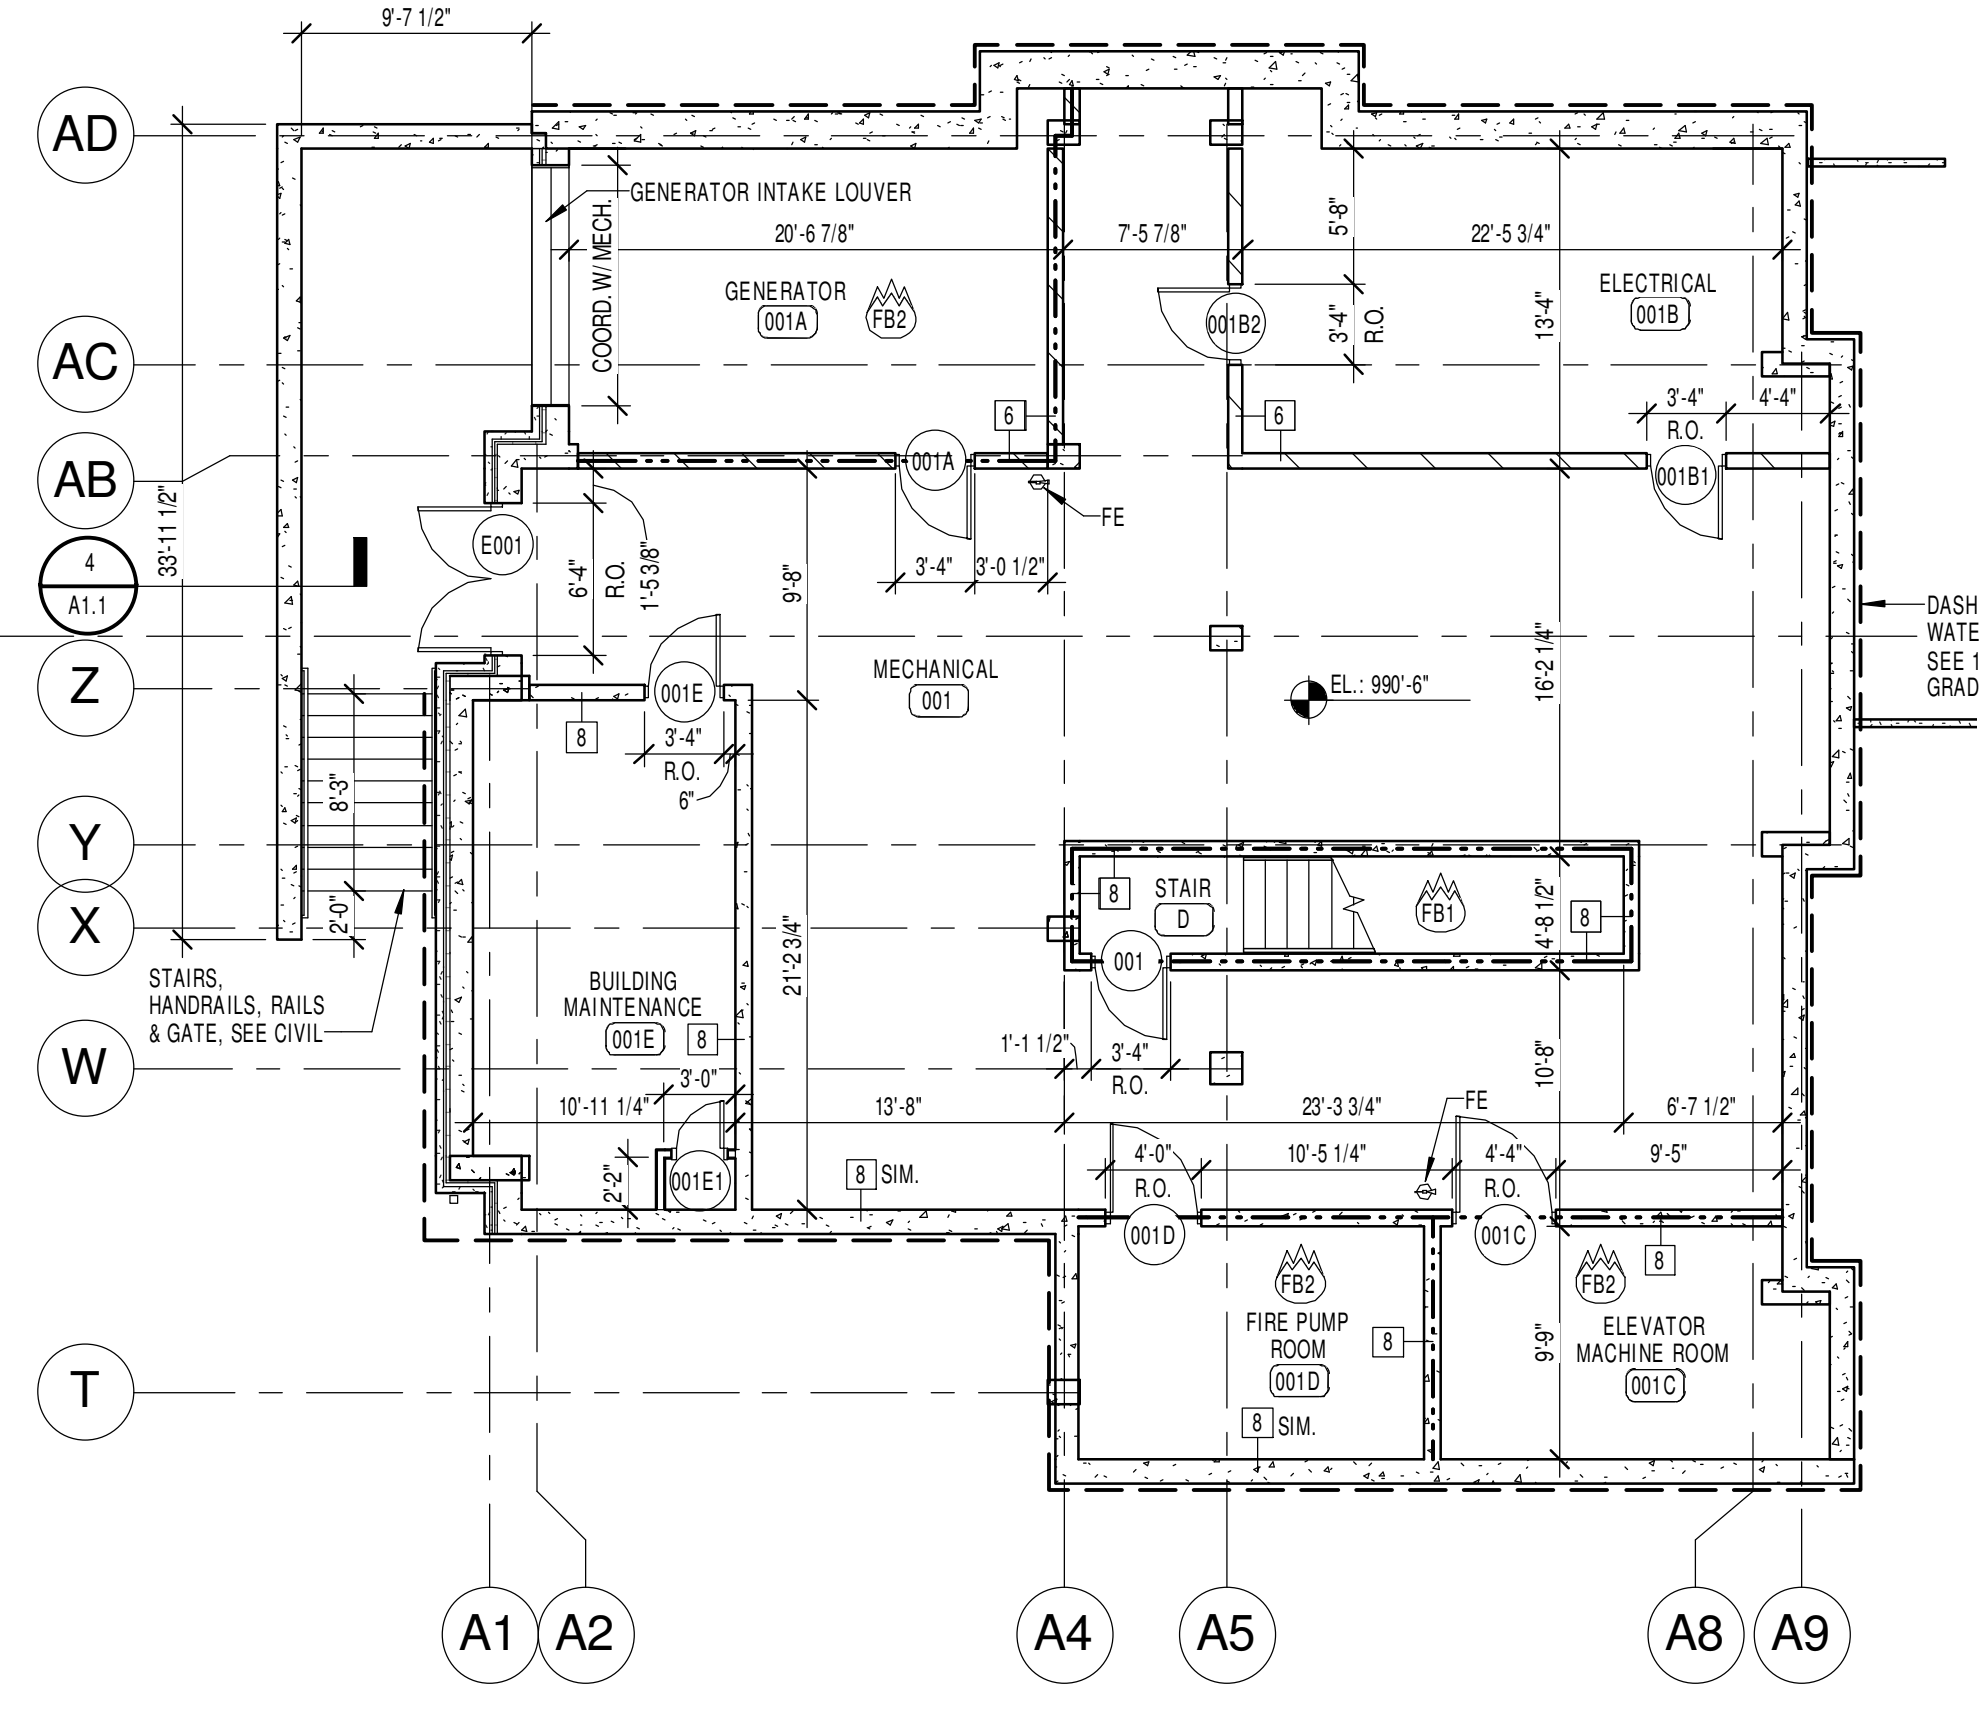 9'-7 1/2"
AD
GENERATOR INTAKE LOUVER
COORD. W/ MECH.
20'-6 7/8"
7'-5 7/8"
5'-8"
22'-5 3/4"
GENERATOR
001A
FB2
001B2
3'-4"
R.O.
13'-4"
ELECTRICAL
001B
AC
6
6
3'-4"
R.O.
4'-4"
AB
33'-11 1/2"
001A
001B1
FE
E001
4
A1.1
6'-4"
R.O.
1'-5 3/8"
9'-8"
3'-4"
3'-0 1/2"
DASH
WATE
SEE 1
GRAD
Z
001E
MECHANICAL
001
EL.: 990'-6"
16'-2 1/4"
8
3'-4"
R.O.
6"
8'-3"
Y
8
STAIR
D
FB1
8
4'-8 1/2"
X
2'-0"
21'-2 3/4"
001
STAIRS,
HANDRAILS, RAILS
& GATE, SEE CIVIL
BUILDING
MAINTENANCE
001E
8
W
1'-1 1/2"
3'-4"
R.O.
10'-8"
3'-0"
10'-11 1/4"
13'-8"
23'-3 3/4"
FE
6'-7 1/2"
4'-0"
R.O.
10'-5 1/4"
4'-4"
R.O.
9'-5"
2'-2"
001E1
8
SIM.
001D
001C
8
FB2
FB2
FIRE PUMP
ROOM
001D
8
9'-9"
ELEVATOR
MACHINE ROOM
001C
T
8
SIM.
A1
A2
A4
A5
A8
A9